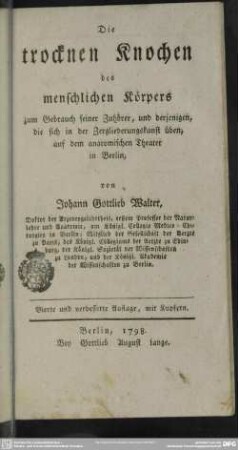 Die
trocknen Knochen
des
menschlichen Körpers
zum Gebrauch seiner Zuhörer, und derjenigen,
die sich in der Zergliederungskunst üben,
auf dem anatomischen Theater
in Berlin,
von
Johann Gottlieb Walter,
Doktor der Arzneygelahrtheit, erstem Professor der Natur-
lehre und Anatomie, am Königl. Collegio Medico-Chi-
rurgico in Berlin; Mitglied der Gesellschaft der Aerzte
zu Paris, des Königl. Collegiums der Aerzte zu Edin-
burg, der Königl. Sozietät der Wissenschaften
zu London, und der Königl. Akademie
der Wissenschaften zu Berlin.
Vierte und verbesserte Auflage, mit Kupfern.
Berlin, 1798.
Bey Gottlieb August Lange.